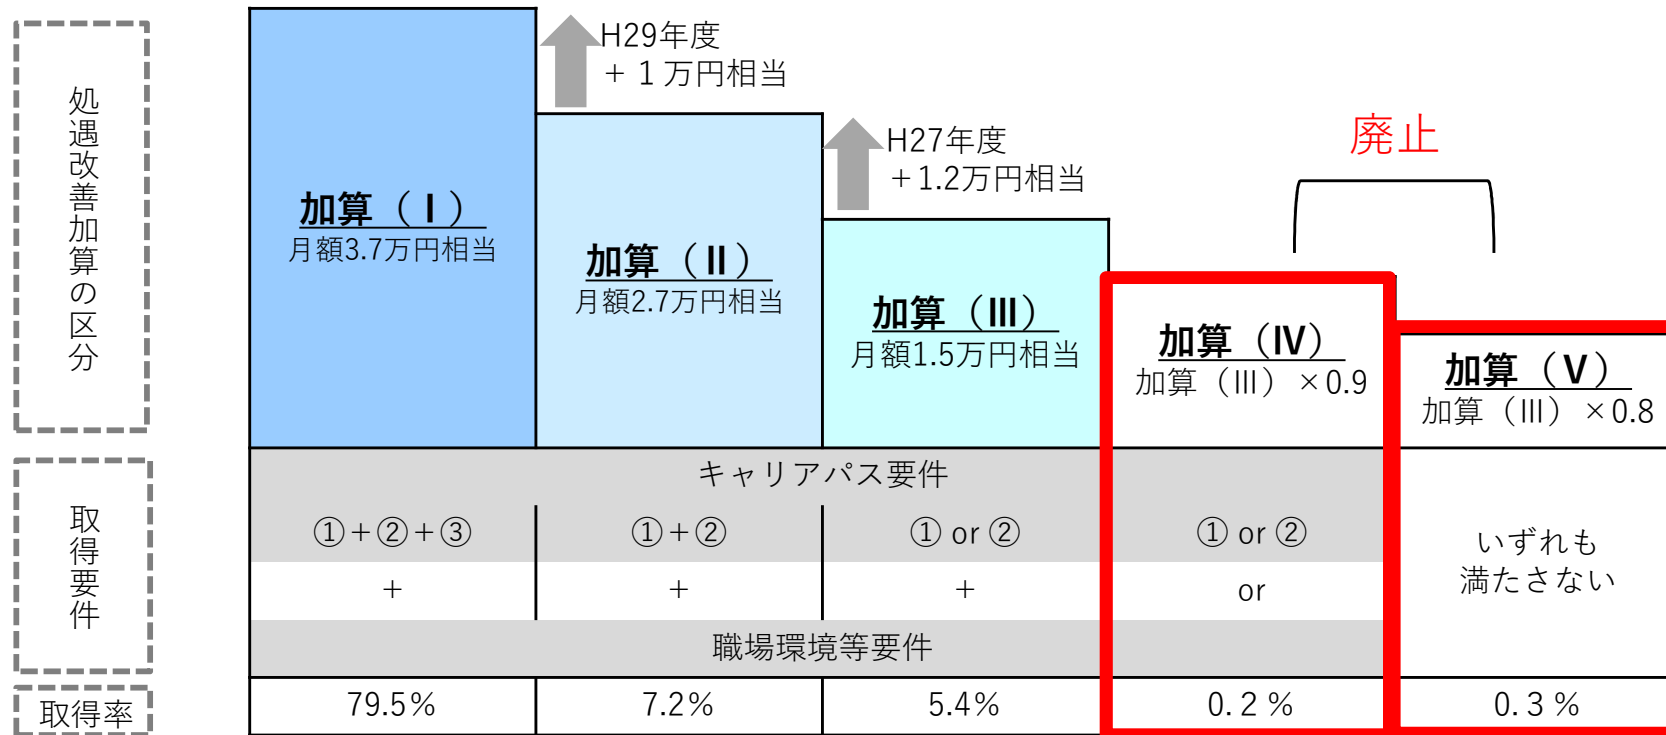 処遇改善加算の区分
H29年度
+ 1 万円相当
H27年度
+1.2万円相当
廃止
加算（Ⅰ）
月額3.7万円相当
加算（Ⅱ）
月額2.7万円相当
加算（Ⅲ）
月額1.5万円相当
加算（Ⅳ）
加算（Ⅲ）×0.9
加算（Ⅴ）
加算（Ⅲ）×0.8
取得要件
キャリアパス要件
①+②+③
①+②
① or ②
① or ②
いずれも
満たさない
+
+
+
or
職場環境等要件
取得率
79.5%
7.2%
5.4%
0.2%
0.3%